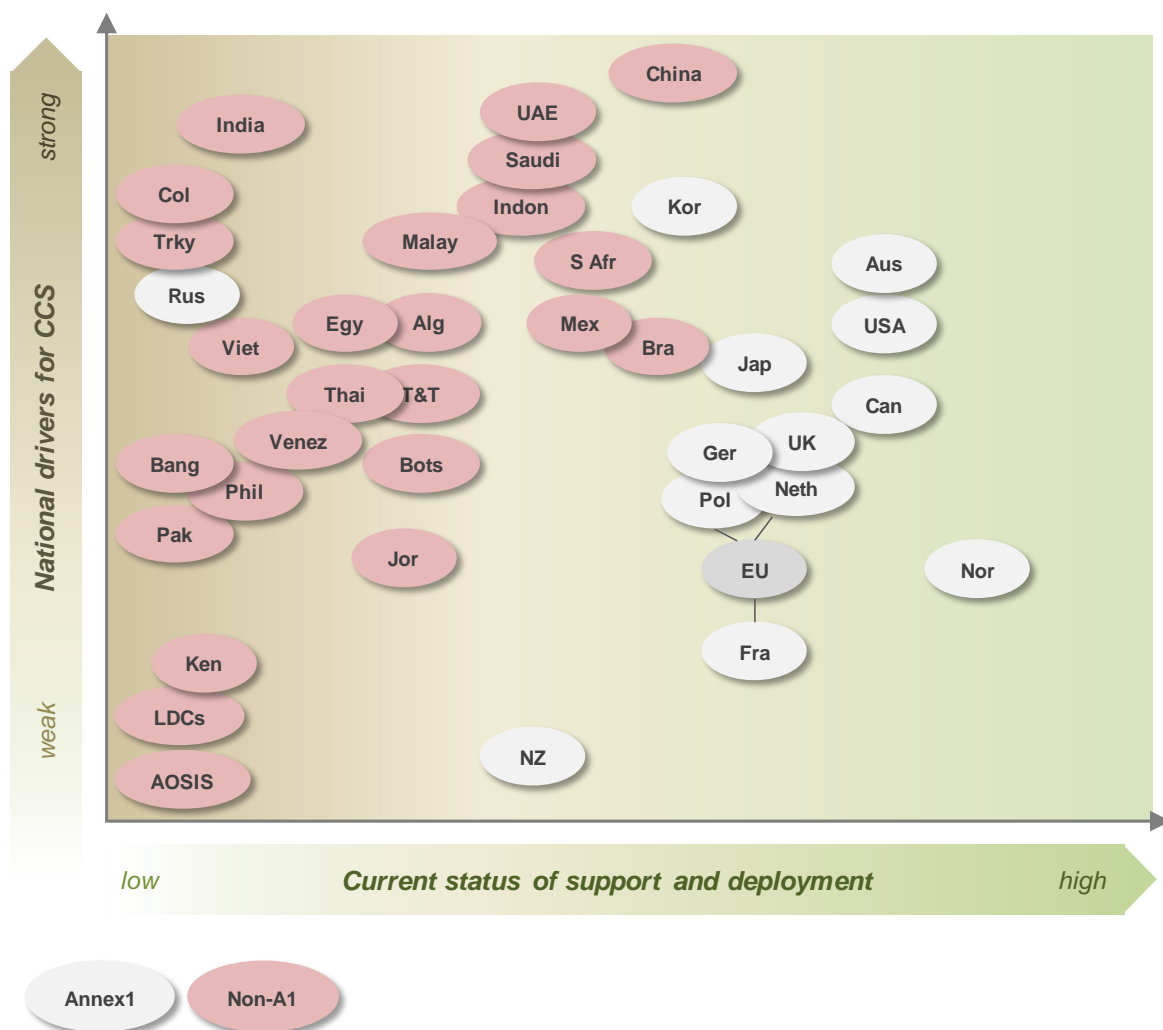 China
UAE
India
Saudi
Col
Indon
Kor
Trky
Malay
S Afr
Aus
Rus
Egy
Alg
Mex
USA
Viet
Bra
Jap
Thai
T&T
Can
Venez
Ger
UK
Bang
Bots
Phil
Pol
Neth
Pak
Jor
EU
Nor
Ken
Fra
LDCs
NZ
AOSIS
strong
National drivers for CCS
weak
low
Current status of support and deployment
high
Annex1
Non-A1